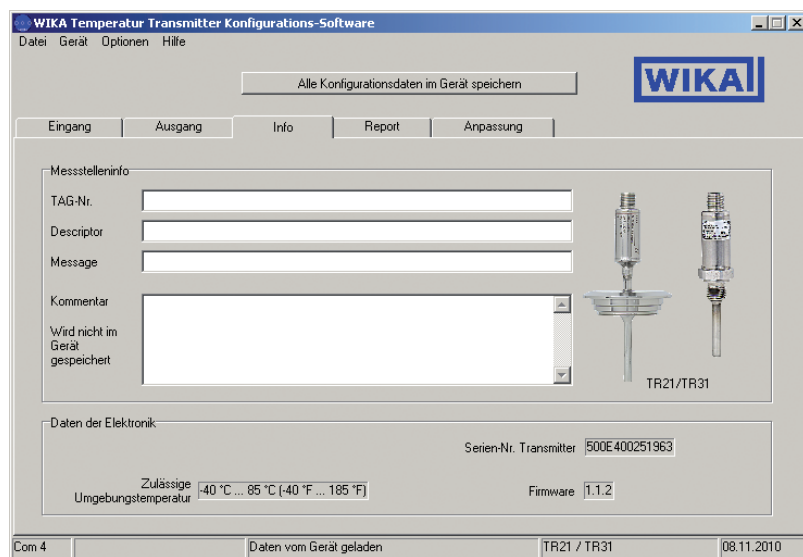 WIKA Temperatur Transmitter Konfigurations-Software
Datei Gerät Optionen Hilfe
Alle Konfigurationsdaten im Gerät speichern
WIKA
Eingang Ausgang Info Report Anpassung
Messstelleninfo
TAG-Nr.
Descriptor
Message
Kommentar
Wird nicht im
Gerät
gespeichert
TR21/TR31
Daten der Elektronik
Serien-Nr. Transmitter 500E400251963
Zulässige
Umgebungstemperatur -40 °C ... 85 °C (-40 °F ... 185 °F)
Firmware 1.1.2
Com 4 Daten vom Gerät geladen TR21 / TR31 08.11.2010